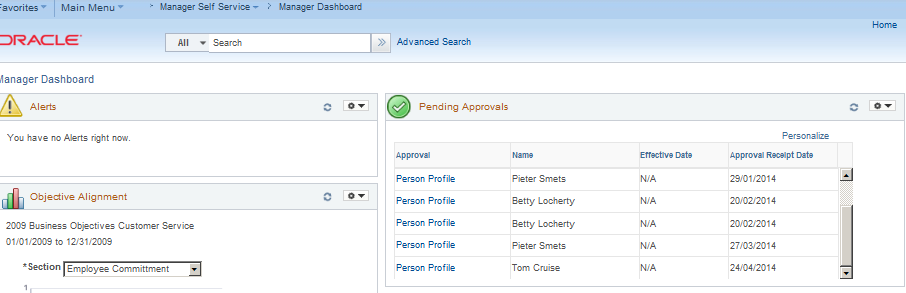 Favorites Main Menu > Manager Self Service > Manager Dashboard
Home
ORACLE All Search Advanced Search
Manager Dashboard
Alerts
You have no Alerts right now.
Objective Alignment
2009 Business Objectives Customer Service
01/01/2009 to 12/31/2009
*Section Employee Committment
1
Pending Approvals
Personalize
Approval Name Effective Date Approval Receipt Date
Person Profile Pieter Smets N/A 29/01/2014
Person Profile Betty Locherty N/A 20/02/2014
Person Profile Betty Locherty N/A 20/02/2014
Person Profile Pieter Smets N/A 27/03/2014
Person Profile Tom Cruise N/A 24/04/2014